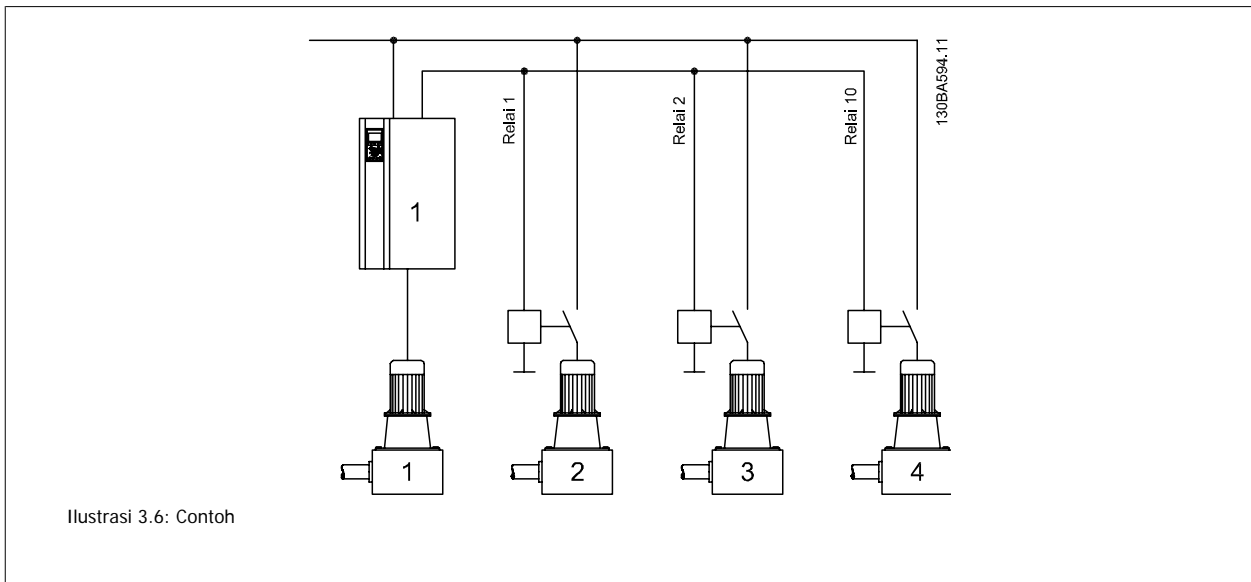 130BA594.11
Relai 1
Relai 2
Relai 10
1
1
2
3
4
Ilustrasi 3.6: Contoh